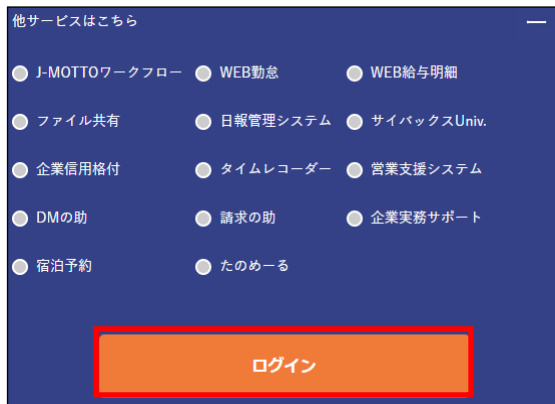 他サービスはこちら
J-MOTTOワークフロー WEB勤怠 WEB給与明細
ファイル共有 日報管理システム サイバックスUniv.
企業信用格付 タイムレコーダー 営業支援システム
DMの助 請求の助 企業実務サポート
宿泊予約 たのめーる
ログイン